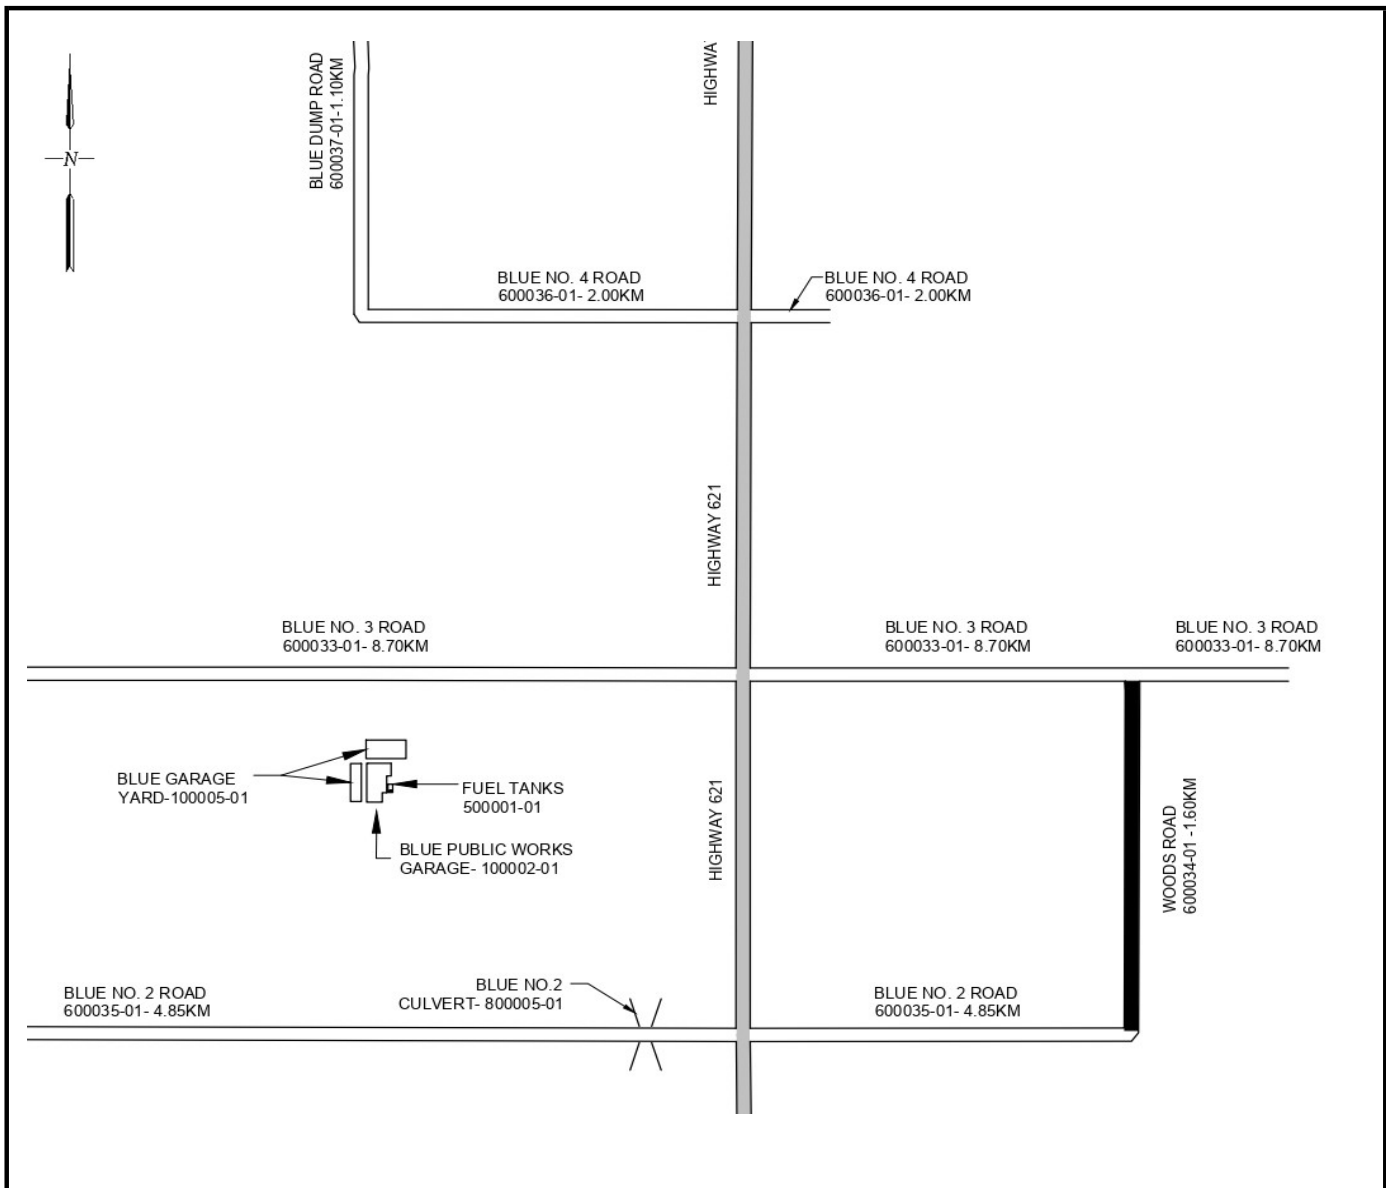 BLUE DUMP ROAD
600037-01-1.10KM
HIGHWA
N
BLUE NO. 4 ROAD
600036-01- 2.00KM
BLUE NO. 4 ROAD
600036-01- 2.00KM
HIGHWAY 621
BLUE NO. 3 ROAD
600033-01- 8.70KM
BLUE NO. 3 ROAD
600033-01- 8.70KM
BLUE NO. 3 ROAD
600033-01- 8.70KM
BLUE GARAGE
YARD-100005-01
FUEL TANKS
500001-01
BLUE PUBLIC WORKS
GARAGE- 100002-01
HIGHWAY 621
WOODS ROAD
600034-01 -1.60KM
BLUE NO. 2 ROAD
600035-01- 4.85KM
BLUE NO.2
CULVERT- 800005-01
BLUE NO. 2 ROAD
600035-01- 4.85KM